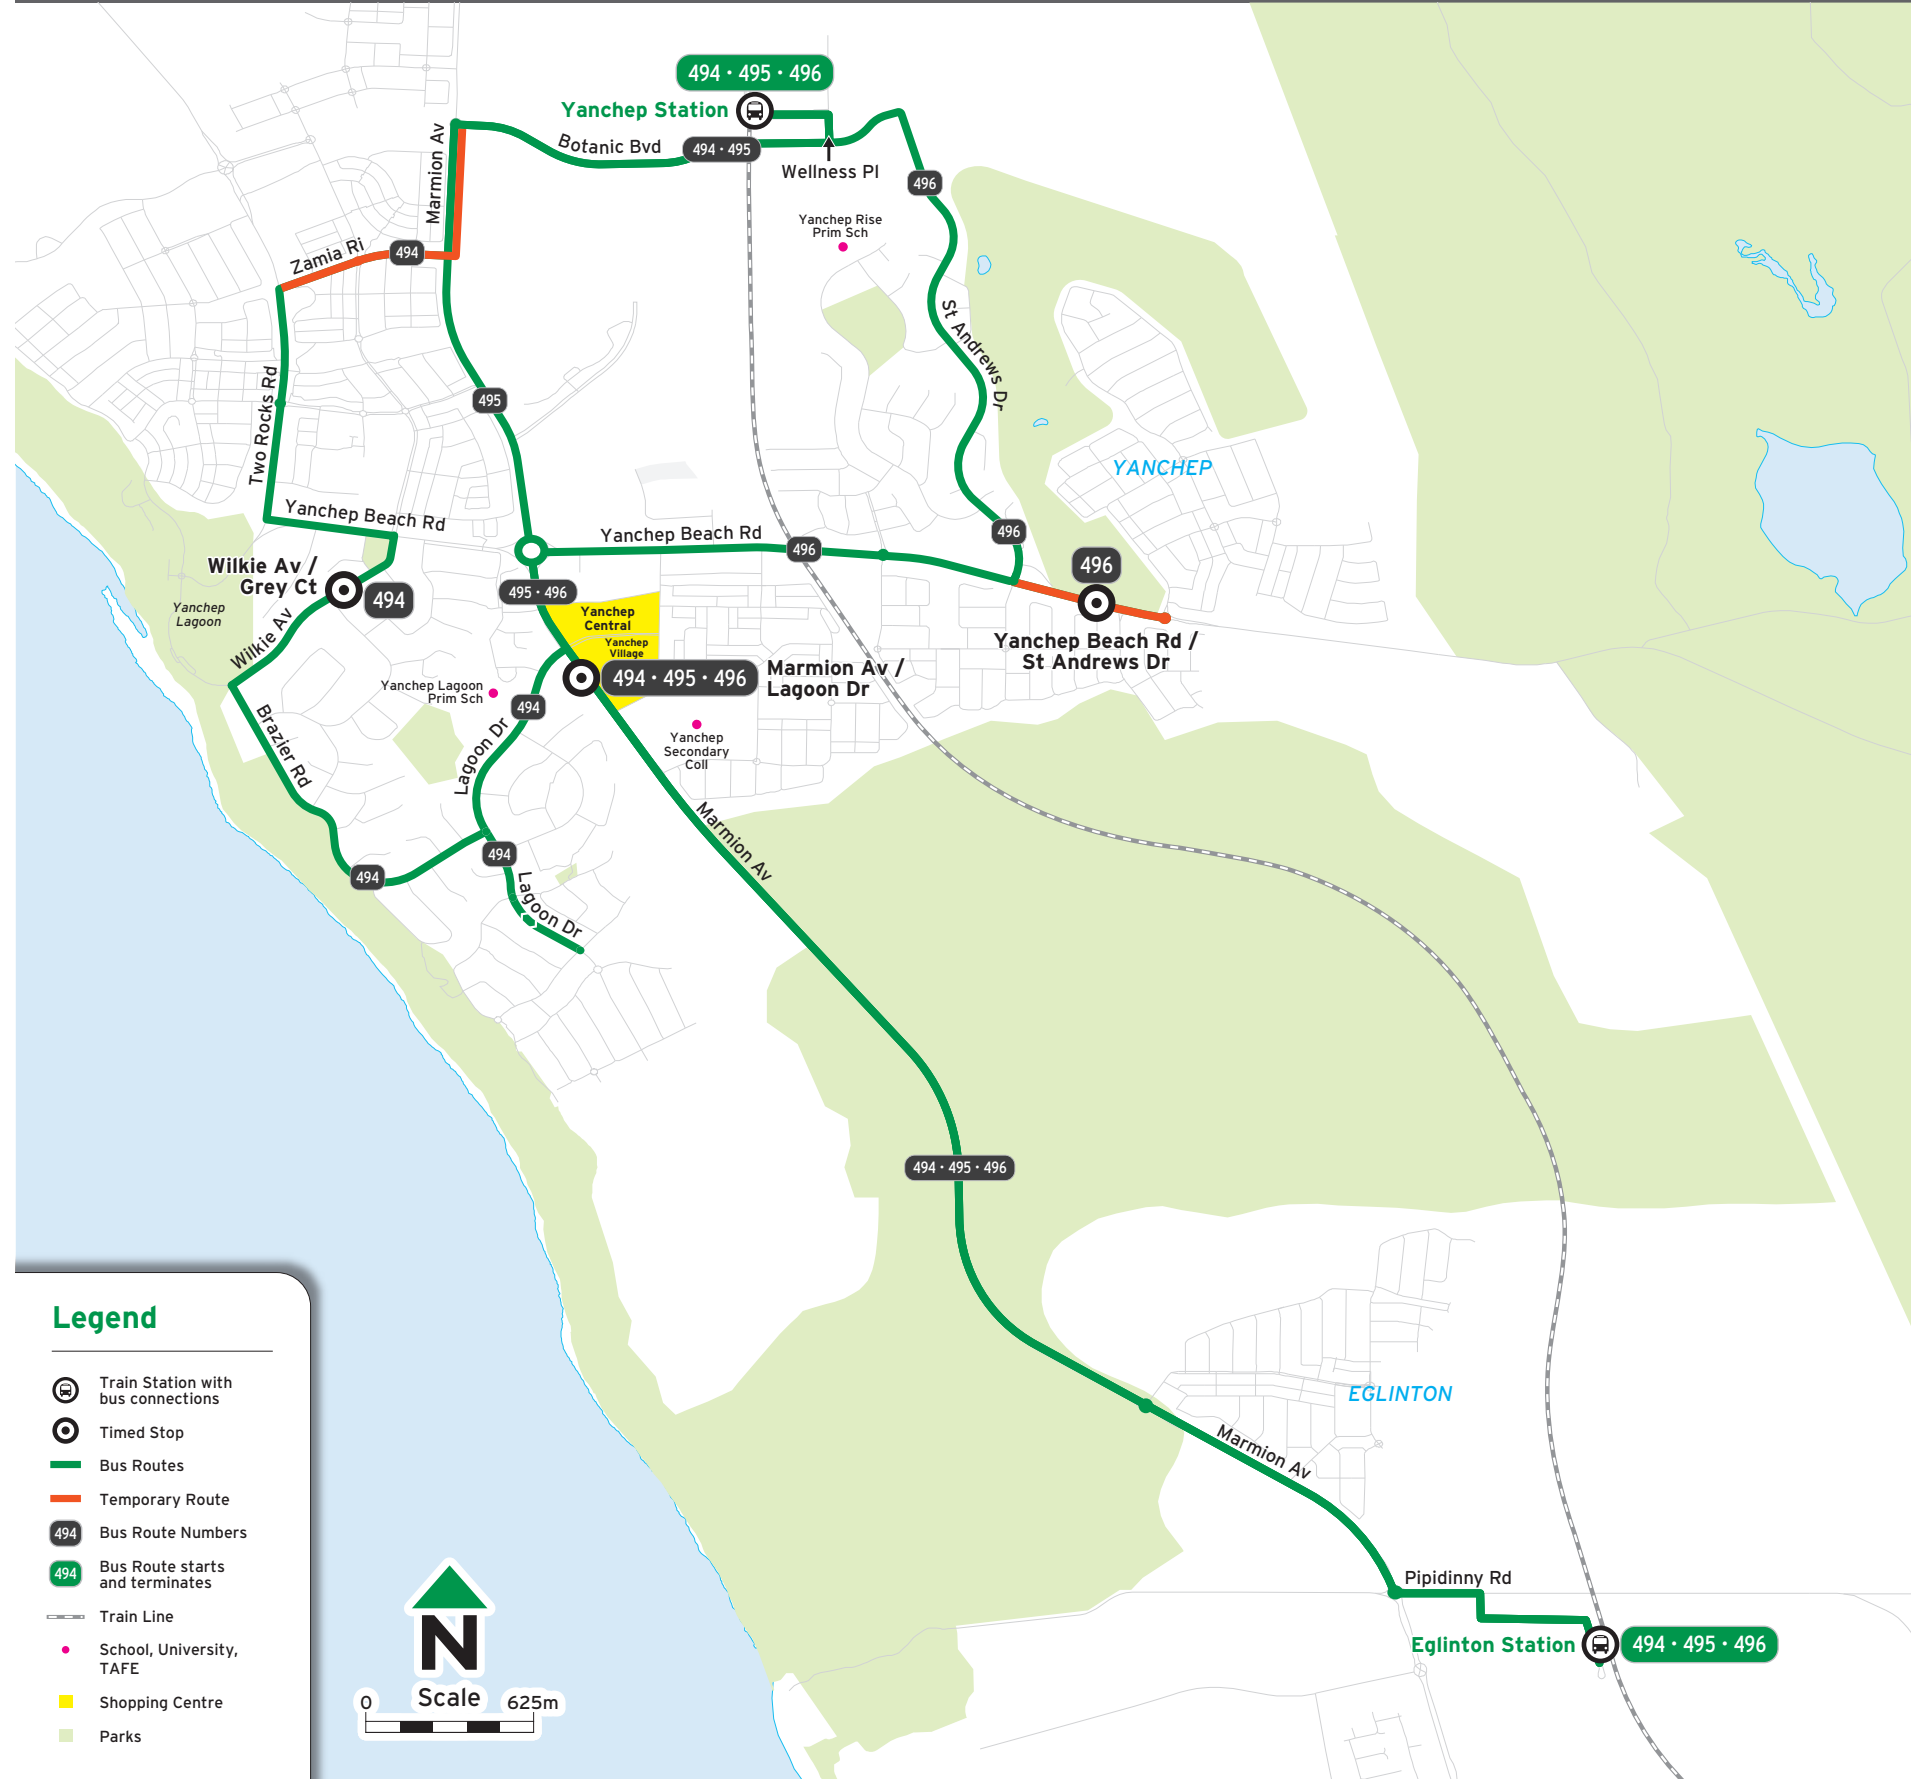 494 · 495 · 496
Yanchep Station
Marmion Av
Botanic Bvd
494 · 495
Wellness Pl
496
Yanchep Rise
Prim Sch
Zamia Ri
494
St Andrews Dr
495
Two Rocks Rd
YANCHEP
Yanchep Beach Rd
Yanchep Beach Rd
496
496
496
Wilkie Av /
Grey Ct
494
495 · 496
Yanchep
Lagoon
Yanchep
Central
Yanchep
Village
Wilkie Av
Yanchep Beach Rd /
St Andrews Dr
494 · 495 · 496
Marmion Av /
Lagoon Dr
Yanchep Lagoon
Prim Sch
494
Brazier Rd
Lagoon Dr
Yanchep
Secondary
Coll
Marmion Av
494
494
Lagoon Dr
494 · 495 · 496
EGLINTON
Marmion Av
Pipidinny Rd
Eglinton Station
494 · 495 · 496
Legend
Train Station with
bus connections
Timed Stop
Bus Routes
Temporary Route
494
Bus Route Numbers
494
Bus Route starts
and terminates
Train Line
School, University,
TAFE
Shopping Centre
Parks
N
Scale
0
625m